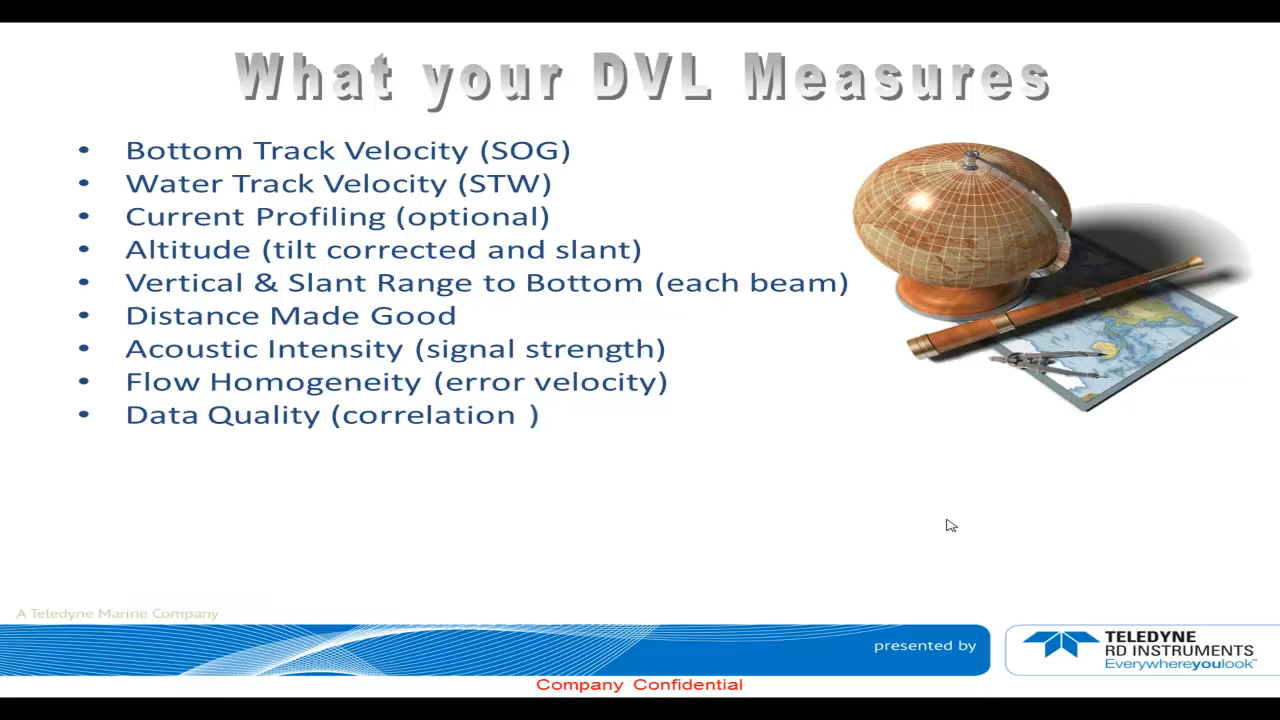 What your DVL Measures
• Bottom Track Velocity (SOG)
• Water Track Velocity (STW)
• Current Profiling (optional)
• Altitude (tilt corrected and slant)
• Vertical & Slant Range to Bottom (each beam)
• Distance Made Good
• Acoustic Intensity (signal strength)
• Flow Homogeneity (error velocity)
• Data Quality (correlation )
A Teledyne Marine Company
presented by
TELEDYNE
RD INSTRUMENTS
Everywhereyoulook™
Company Confidential